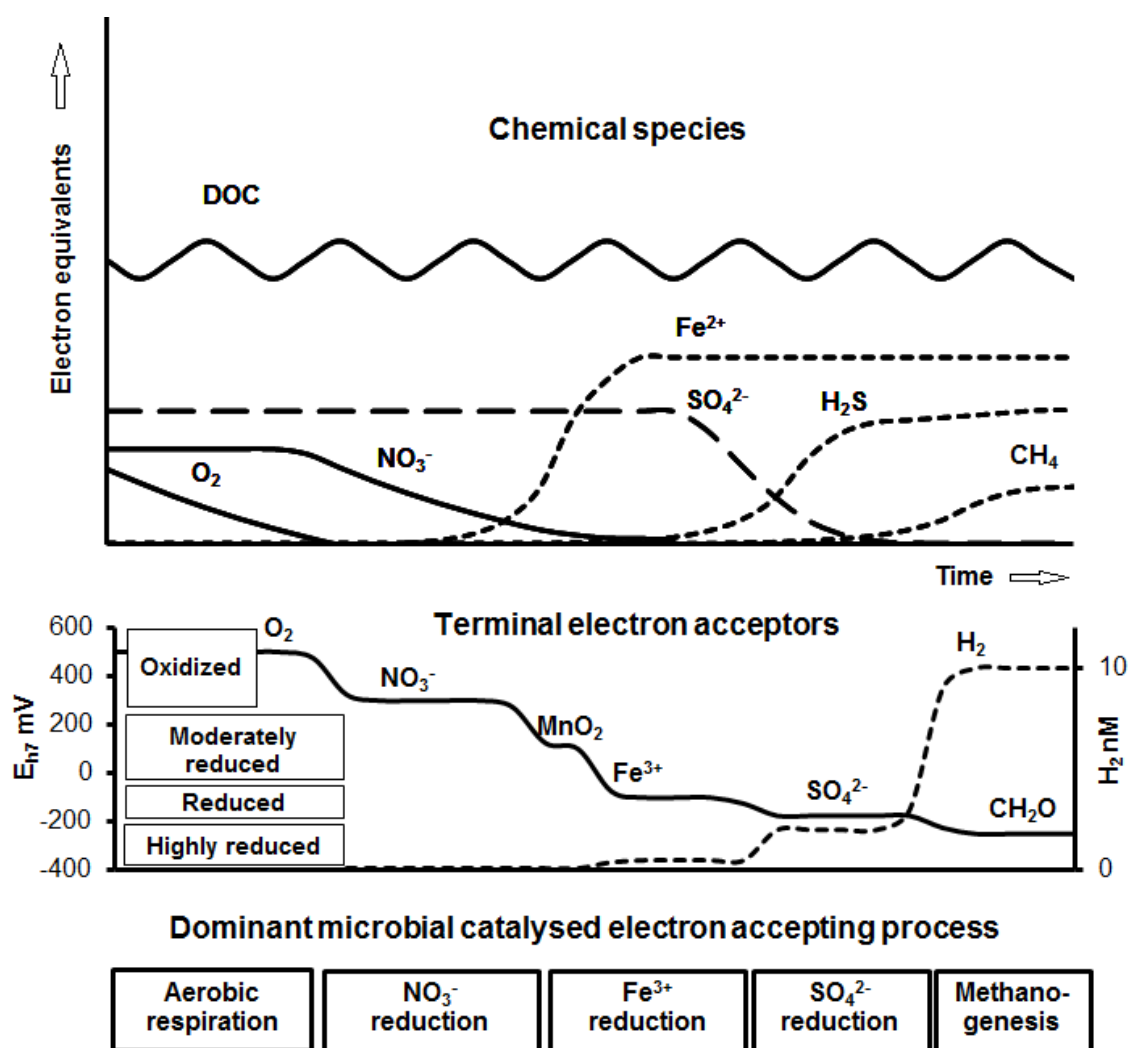 Electron equivalents
Chemical species
DOC
Fe²⁺
SO₄²⁻
H₂S
NO₃⁻
O₂
CH₄
Time
600
400
200
0
-200
-400
E_h7 mV
Terminal electron acceptors
O₂
Oxidized
NO₃⁻
Moderately
reduced
MnO₂
Fe³⁺
Reduced
SO₄²⁻
Highly reduced
H₂
CH₂O
10
0
H₂ nM
Dominant microbial catalysed electron accepting process
Aerobic
respiration
NO₃⁻
reduction
Fe³⁺
reduction
SO₄²⁻
reduction
Methano-
genesis